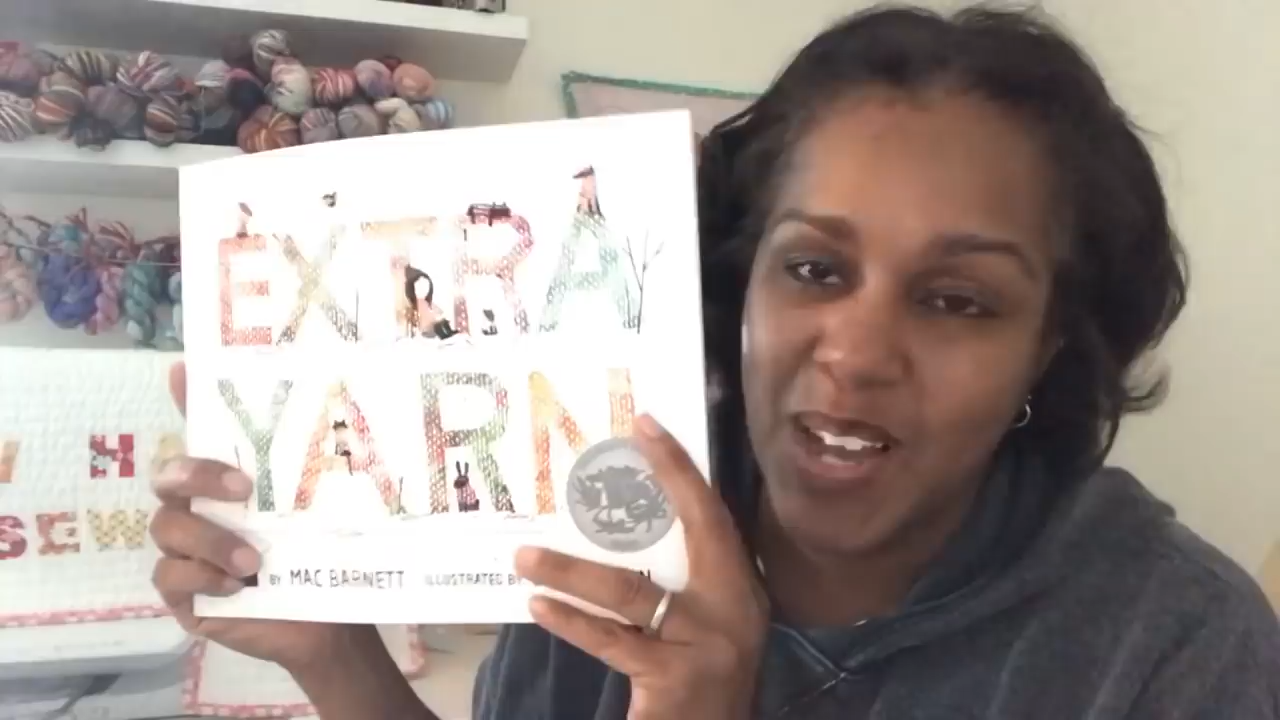 EXTRA
YARN
BY MAC BARNETT ILLUSTRATED BY
H
SEW